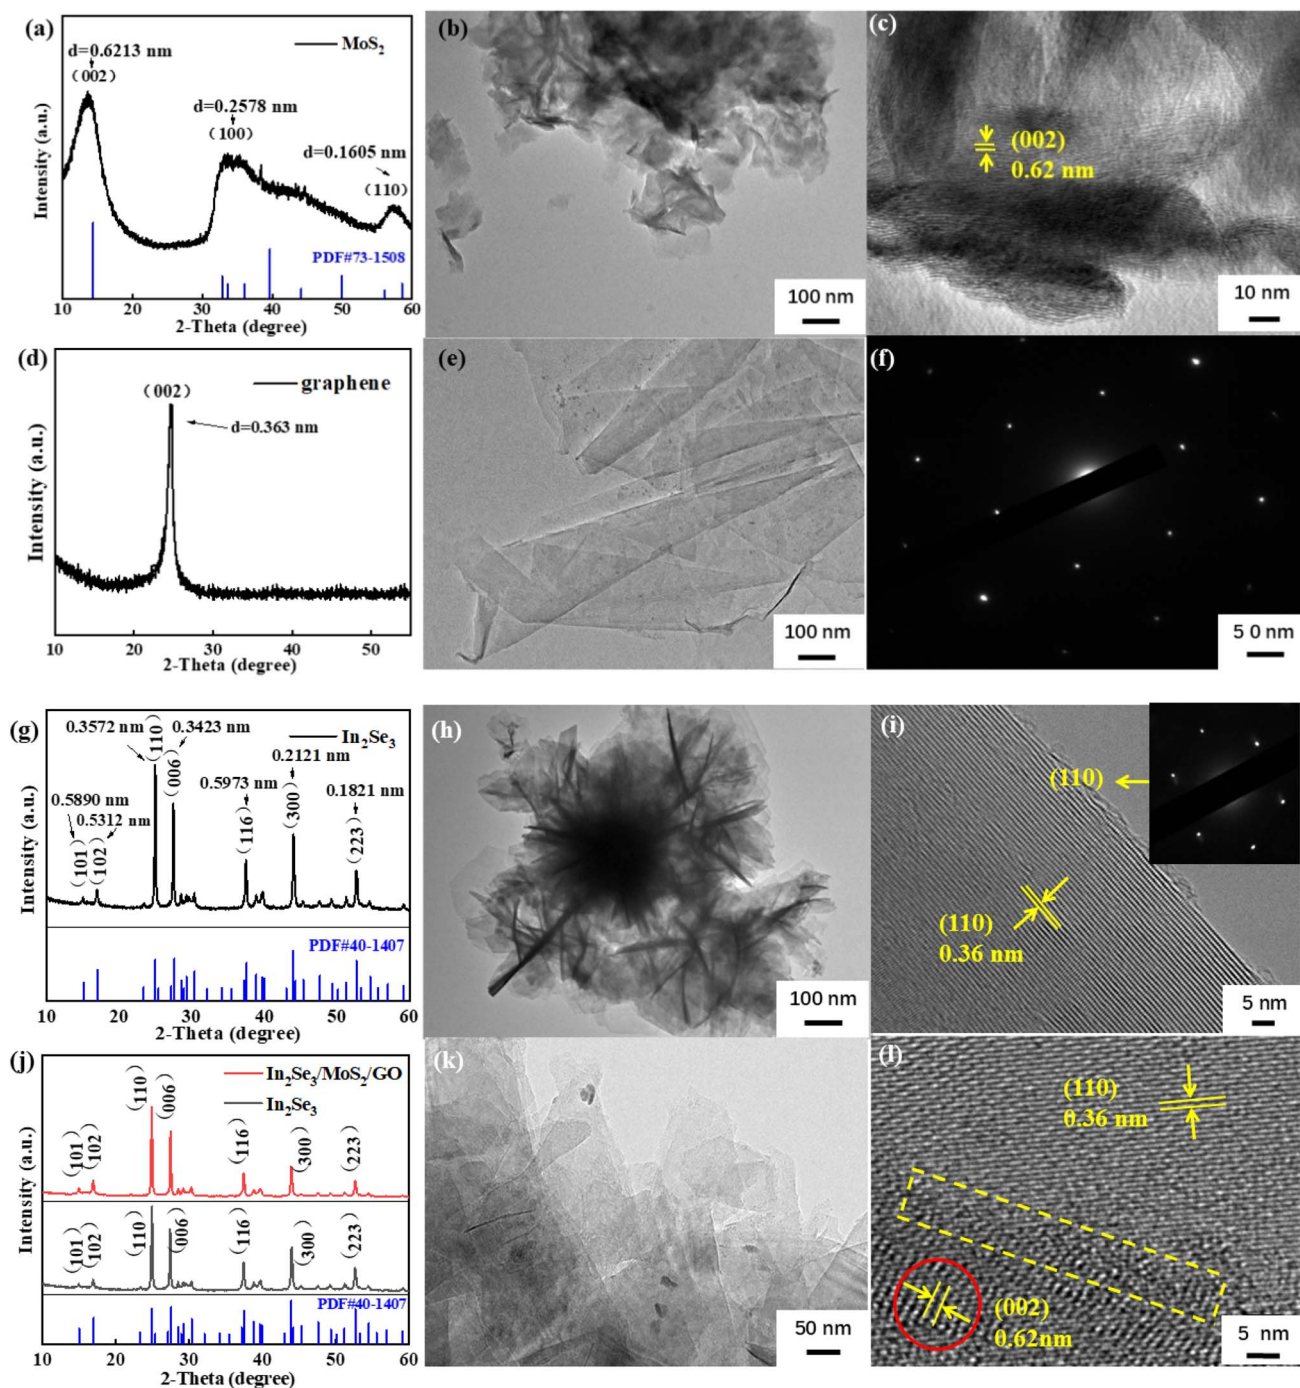 (a)
MoS₂
d=0.6213 nm
(002)
d=0.2578 nm
(100)
d=0.1605 nm
(110)
PDF#73-1508
Intensity (a.u.)
10 20 30 40 50 60
2-Theta (degree)
(b)
100 nm
(c)
(002)
0.62 nm
10 nm
(d)
graphene
(002)
d=0.363 nm
Intensity (a.u.)
10 20 30 40 50
2-Theta (degree)
(e)
100 nm
(f)
5 0 nm
(g)
In₂Se₃
0.3572 nm
0.3423 nm
0.2121 nm
0.5973 nm
0.1821 nm
0.5890 nm
0.5312 nm
(101)
(102)
(110)
(006)
(116)
(300)
(223)
PDF#40-1407
Intensity (a.u.)
10 20 30 40 50 60
2-Theta (degree)
(h)
100 nm
(i)
(110)
(110)
0.36 nm
5 nm
(j)
In₂Se₃/MoS₂/GO
In₂Se₃
(101)
(102)
(110)
(006)
(116)
(300)
(223)
(101)
(102)
(110)
(006)
(116)
(300)
(223)
PDF#40-1407
Intensity (a.u.)
10 20 30 40 50 60
2-Theta (degree)
(k)
50 nm
(l)
(110)
0.36 nm
(002)
0.62nm
5 nm